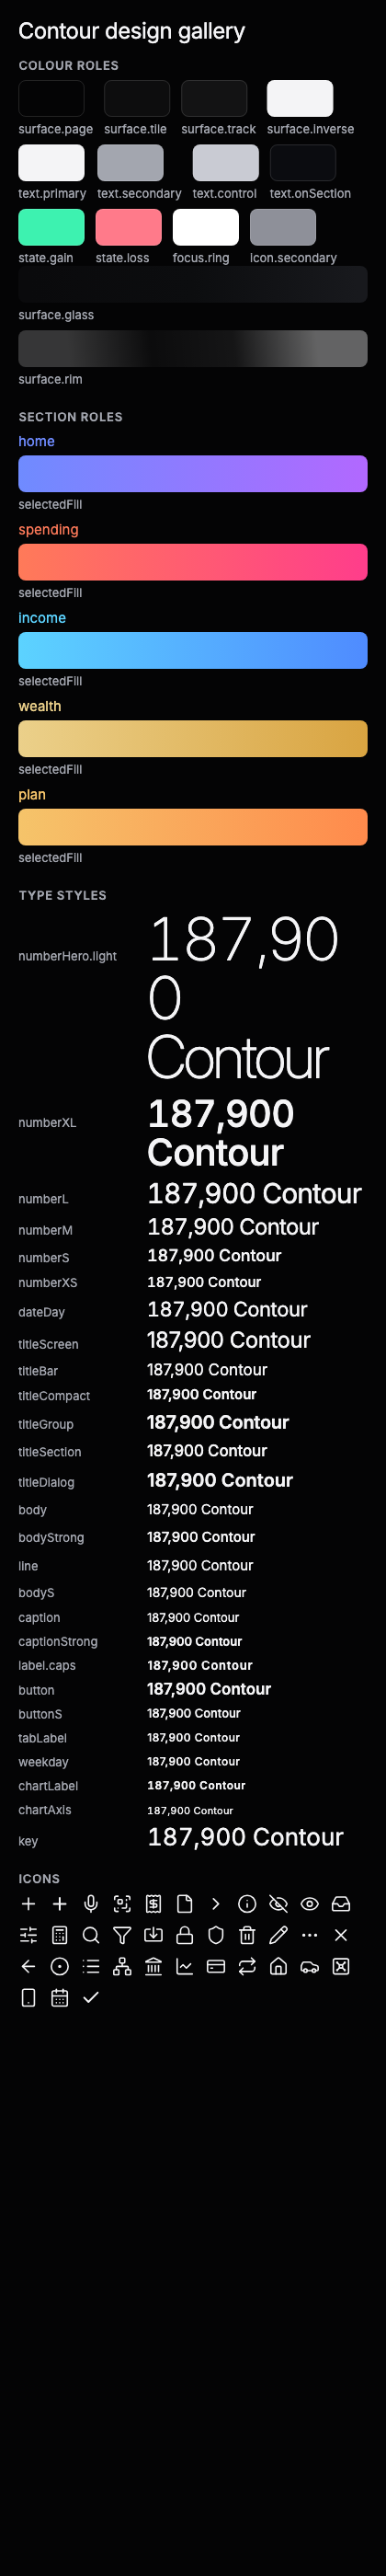 Contour design gallery
COLOUR ROLES
surface.page surface.tile surface.track surface.inverse
text.primary text.secondary text.control text.onSection
state.gain state.loss focus.ring icon.secondary
surface.glass
surface.rim
SECTION ROLES
home
selectedFill
spending
selectedFill
income
selectedFill
wealth
selectedFill
plan
selectedFill
TYPE STYLES
numberHero.light 187,90
0
Contour
numberXL 187,900
Contour
numberL 187,900 Contour
numberM 187,900 Contour
numberS 187,900 Contour
numberXS 187,900 Contour
dateDay 187,900 Contour
titleScreen 187,900 Contour
titleBar 187,900 Contour
titleCompact 187,900 Contour
titleGroup 187,900 Contour
titleSection 187,900 Contour
titleDialog 187,900 Contour
body 187,900 Contour
bodyStrong 187,900 Contour
line 187,900 Contour
bodyS 187,900 Contour
caption 187,900 Contour
captionStrong 187,900 Contour
label.caps 187,900 Contour
button 187,900 Contour
buttonS 187,900 Contour
tabLabel 187,900 Contour
weekday 187,900 Contour
chartLabel 187,900 Contour
chartAxis 187,900 Contour
key 187,900 Contour
ICONS